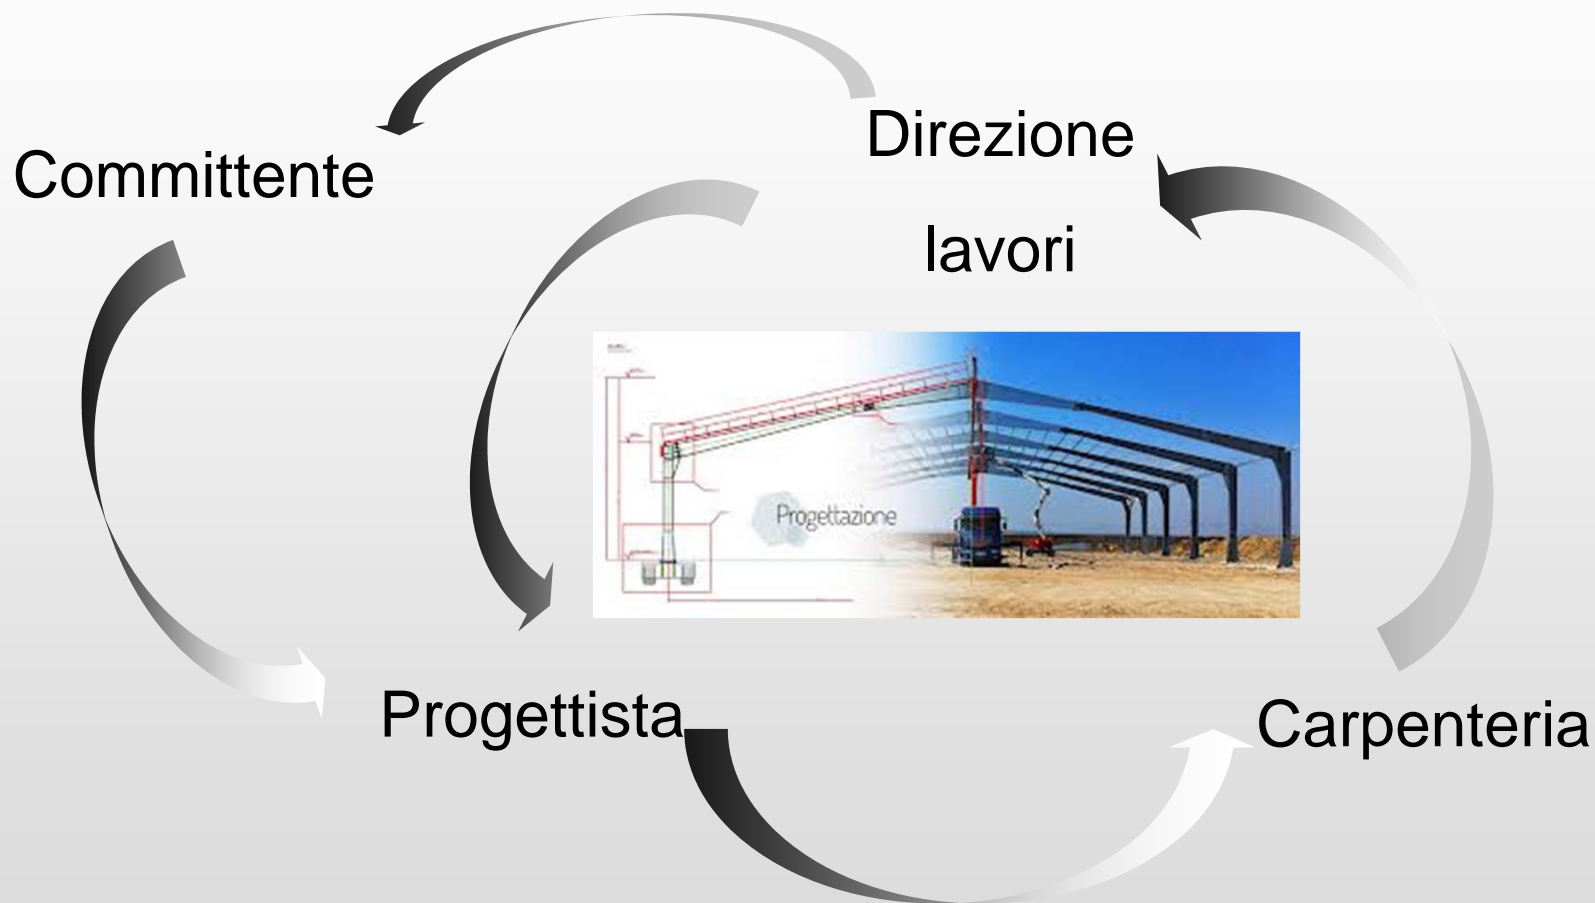 Committente
Direzione
lavori
Progettazione
Progettista
Carpenteria